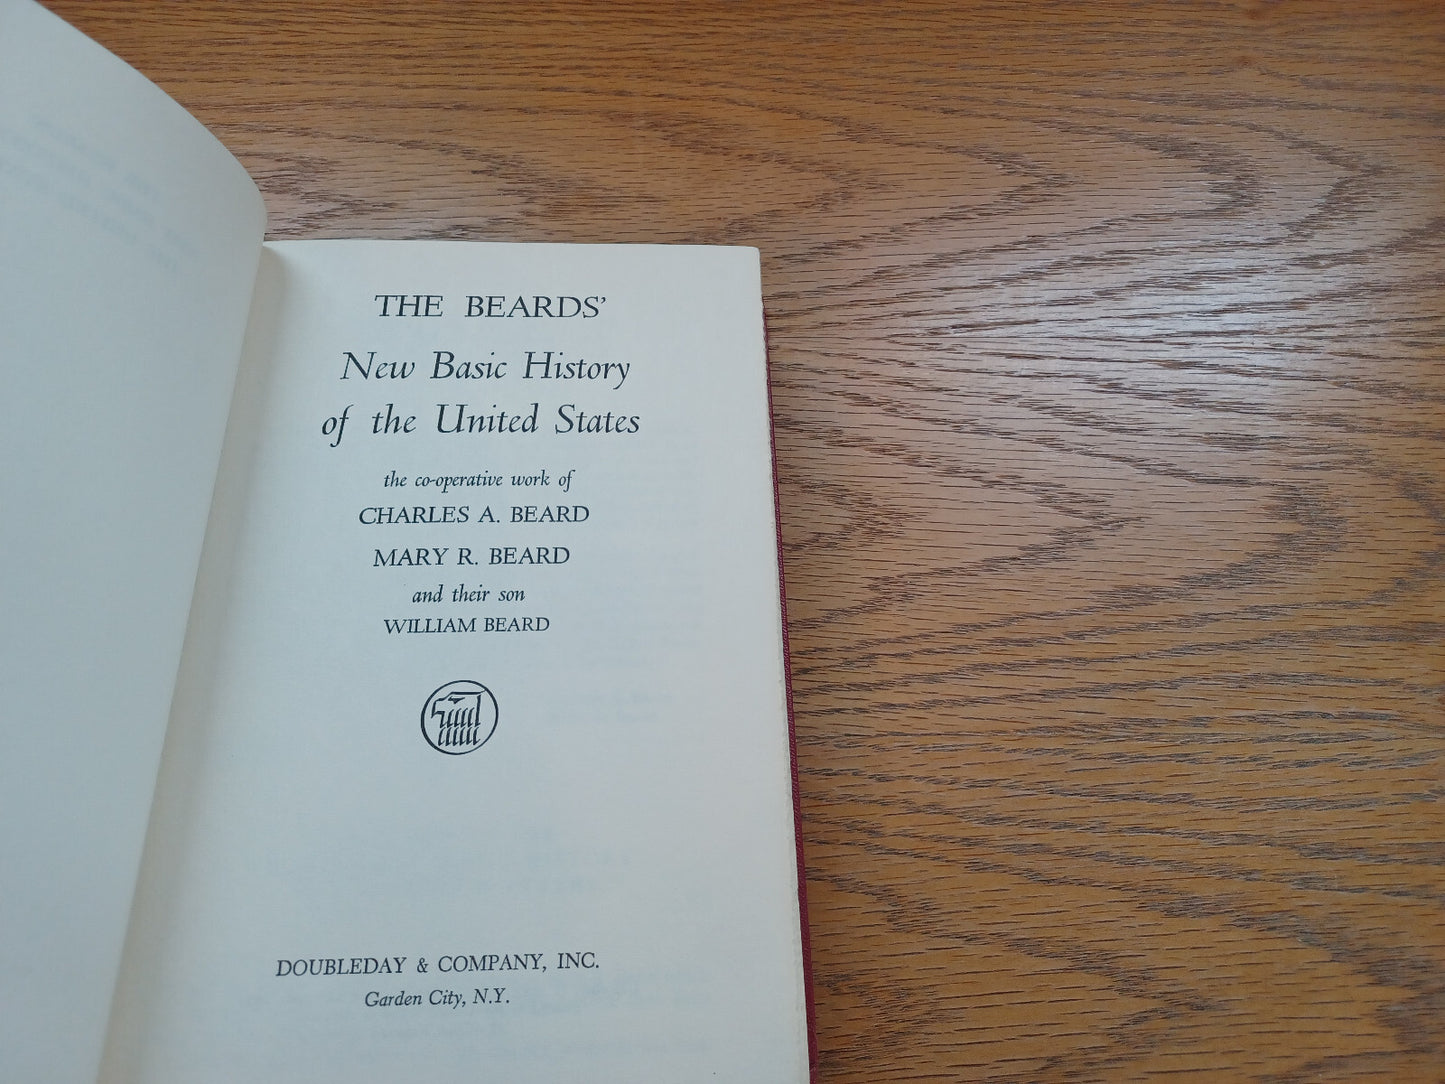 THE BEARDS’
New Basic History
of the United States
the co-operative work of
CHARLES A. BEARD
MARY R. BEARD
and their son
WILLIAM BEARD
DOUBLEDAY & COMPANY, INC.
Garden City, N.Y.